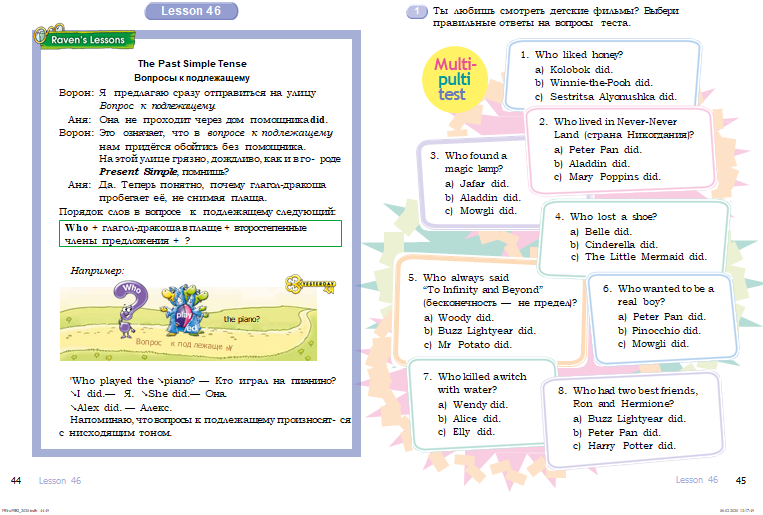 Lesson 46
Raven's Lessons
The Past Simple Tense
Вопросы к подлежащему
Ворон: Я предлагаю сразу отправиться на улицу
Вопрос к подлежащему.
Аня: Она не проходит через дом помощника did.
Ворон: Это означает, что в вопросе к подлежащему
нам придётся обойтись без помощника.
На этой улице грязно, дождливо, как и в го- роде
Present Simple, помнишь?
Аня: Да. Теперь понятно, почему глагол-дракоша
пробегает её, не снимая плаща.
Порядок слов в вопросе к подлежащему следующий:
Who + глагол-дракоша в плаще + второстепенные
члены предложения + ?
Например:
Who
YESTERDAY
play
ed
the piano?
Вопрос к подлежащему
'Who played the ↘piano? — Кто играл на пианино?
↘I did.— Я. ↘She did.— Она.
↘Alex did. — Алекс.
Напоминаю, что вопросы к подлежащему произносят- ся
с нисходящим тоном.
44 Lesson 46
1 Ты любишь смотреть детские фильмы? Выбери
правильные ответы на вопросы теста.
Multi-
pulti
test
1. Who liked honey?
a) Kolobok did.
b) Winnie-the-Pooh did.
c) Sestritsa Alyonushka did.
2. Who lived in Never-Never
Land (страна Никогдания)?
a) Peter Pan did.
b) Aladdin did.
c) Mary Poppins did.
3. Who found a
magic lamp?
a) Jafar did.
b) Aladdin did.
c) Mowgli did.
4. Who lost a shoe?
a) Belle did.
b) Cinderella did.
c) The Little Mermaid did.
5. Who always said
“To Infinity and Beyond”
(бесконечность — не предел)?
a) Woody did.
b) Buzz Lightyear did.
c) Mr Potato did.
6. Who wanted to be a
real boy?
a) Peter Pan did.
b) Pinocchio did.
c) Mowgli did.
7. Who killed a witch
with water?
a) Wendy did.
b) Alice did.
c) Elly did.
8. Who had two best friends,
Ron and Hermione?
a) Buzz Lightyear did.
b) Peter Pan did.
c) Harry Potter did.
Lesson 46 45